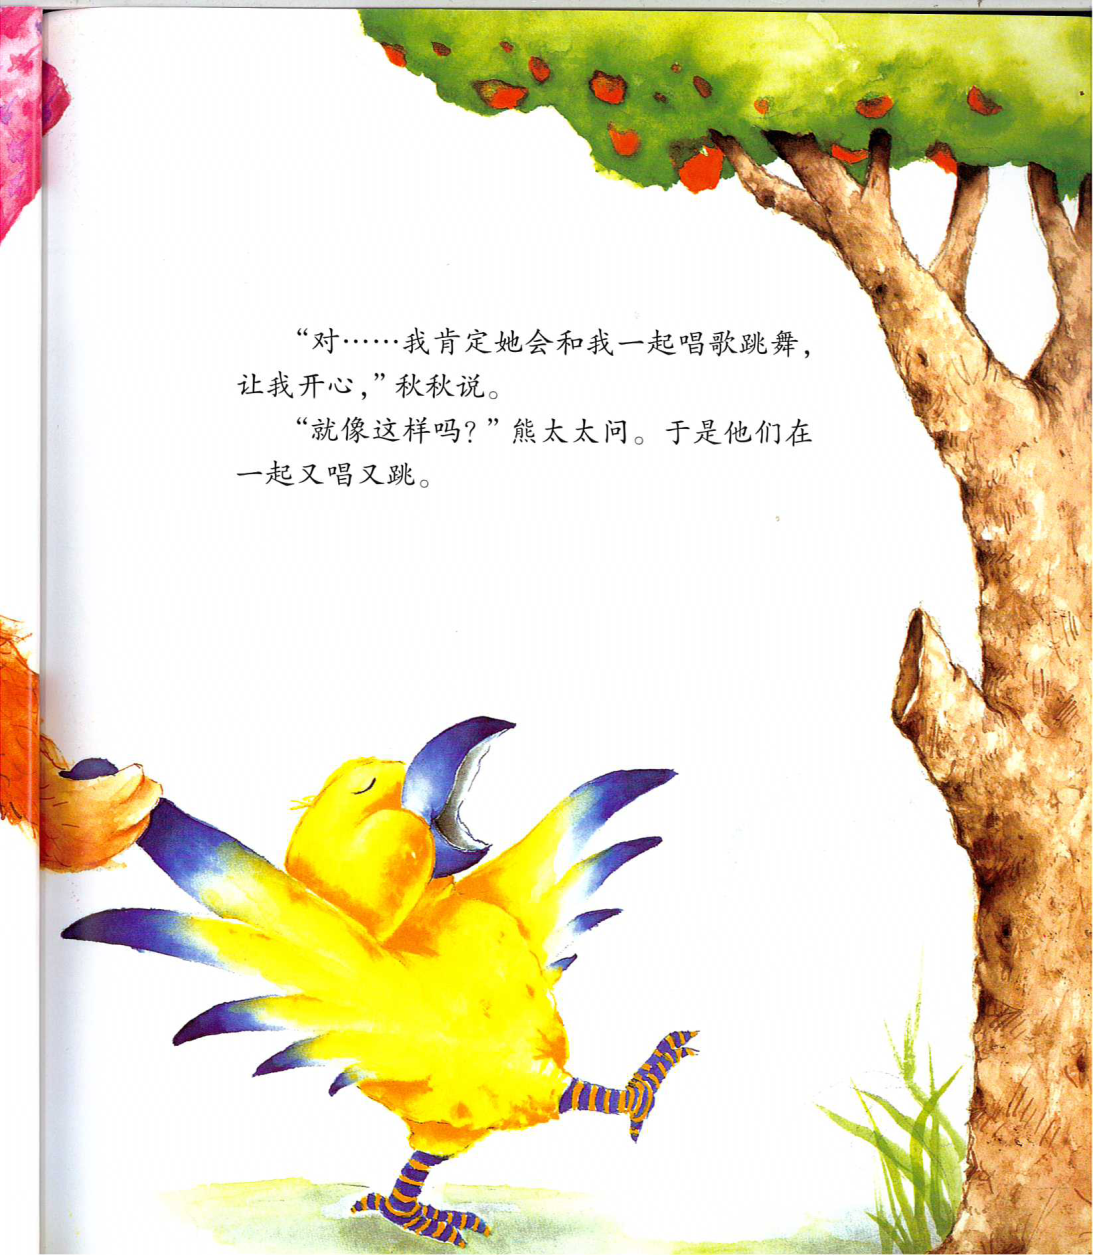 “对……我肯定她会和我一起唱歌跳舞，
让我开心，”秋秋说。
“就像这样吗？”熊太太问。于是他们在
一起又唱又跳。